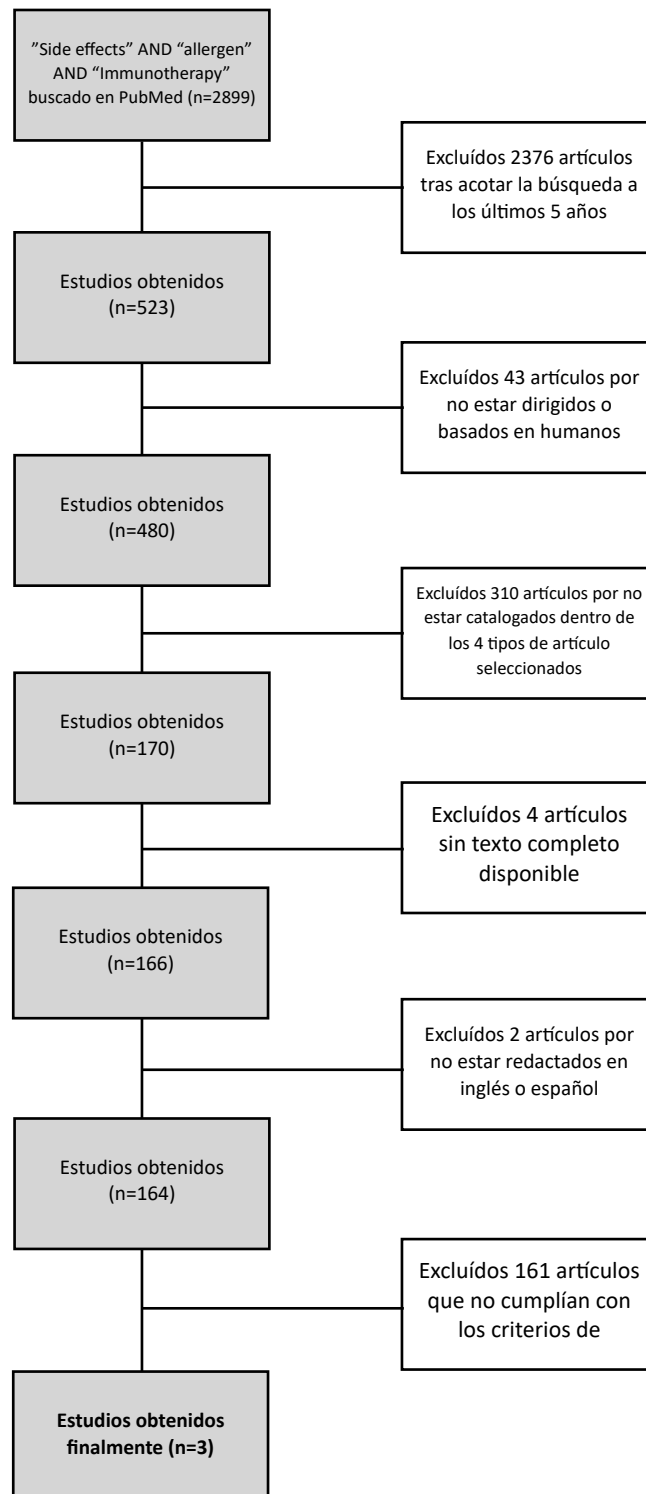 ”Side effects” AND “allergen”
AND “Immunotherapy”
buscado en PubMed (n=2899)
Excluídos 2376 artículos
tras acotar la búsqueda a
los últimos 5 años
Estudios obtenidos
(n=523)
Excluídos 43 artículos por
no estar dirigidos o
basados en humanos
Estudios obtenidos
(n=480)
Excluídos 310 artículos por no
estar catalogados dentro de
los 4 tipos de artículo
seleccionados
Estudios obtenidos
(n=170)
Excluídos 4 artículos
sin texto completo
disponible
Estudios obtenidos
(n=166)
Excluídos 2 artículos por
no estar redactados en
inglés o español
Estudios obtenidos
(n=164)
Excluídos 161 artículos
que no cumplían con
los criterios de
Estudios obtenidos
finalmente (n=3)